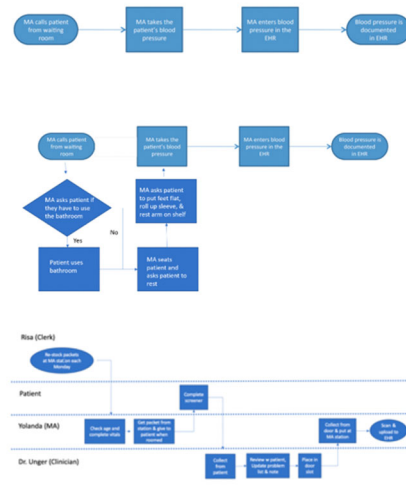 MA calls patient
from waiting
room
MA takes the
patient's blood
pressure
MA enters blood
pressure in the
EHR
Blood pressure is
documented
in EHR
MA calls patient
from waiting
room
MA takes the
patient's blood
pressure
MA enters blood
pressure in the
EHR
Blood pressure is
documented
in EHR
MA asks patient if
they have to use
the bathroom
MA asks patient
to put feet flat,
roll up sleeve, &
rest arm on shelf
No
Yes
Patient uses
bathroom
MA seats
patient and
asks patient to
rest
Risa (Clerk)
Re-stock packets
at MA station each
Monday
Patient
Complete
screener
Yolanda (MA)
Check age and
complete vitals
Get packet from
station & give to
patient when
roomed
Collect from
door & put at
MA station
Scan &
upload to
EHR
Dr. Unger (Clinician)
Collect
from
patient
Review w patient,
Update problem
list & note
Place in
door slot